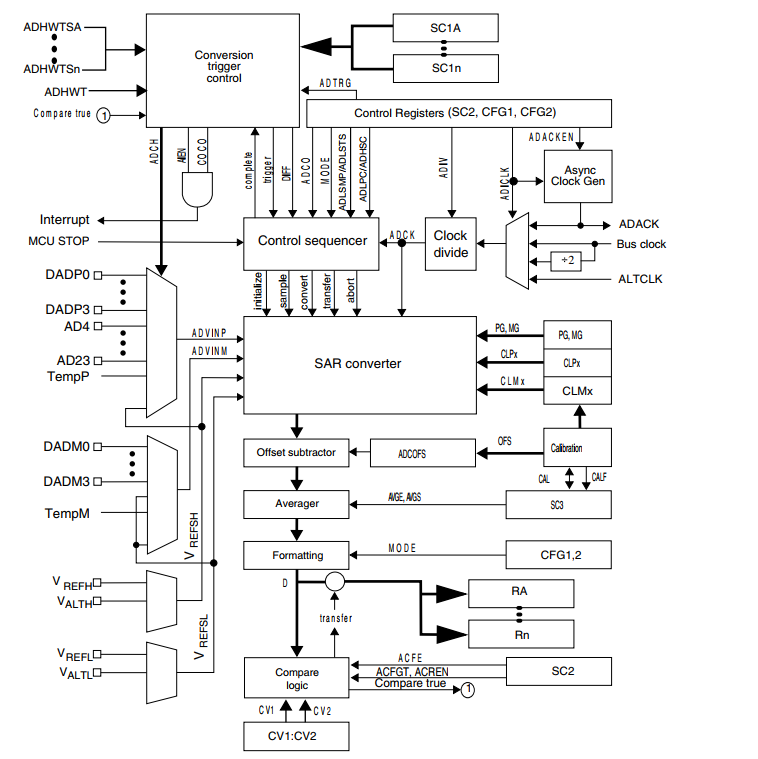 ADHWTSA
ADHWTSn
ADHWT
Compare true 1
Conversion
trigger
control
SC1A
SC1n
ADTRG
Control Registers (SC2, CFG1, CFG2)
ADACKEN
Async
Clock Gen
ADCH
AIEN
COCO
complete
trigger
DIFF
ADCO
MODE
ADLSMP/ADLSTS
ADLPC/ADHSC
ADIV
ADICLK
Interrupt
MCU STOP
Control sequencer
ADCK
Clock
divide
ADACK
Bus clock
÷2
ALTCLK
DADP0
DADP3
AD4
AD23
TempP
initialize
sample
convert
transfer
abort
ADVINP
ADVINM
SAR converter
PG, MG
CLPx
CLMx
PG, MG
CLPx
CLMx
Offset subtractor
ADCOFS
OFS
Calibration
CAL
CALF
DADM0
DADM3
TempM
Averager
AVGE, AVGS
SC3
V REFSH
Formatting
MODE
CFG1,2
V REFH
VALTH
D
transfer
RA
Rn
V REFSL
VREFL
VALTL
Compare
logic
ACFE
ACFGT, ACREN
Compare true
1
SC2
CV1
CV2
CV1:CV2